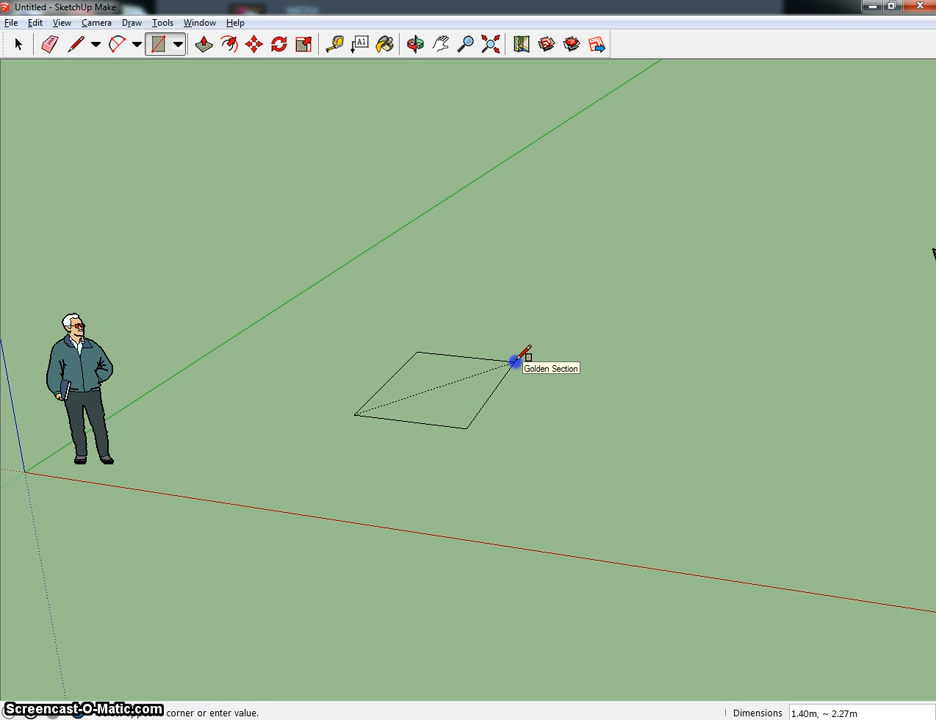 Untitled - SketchUp Make
File Edit View Camera Draw Tools Window Help
A1
Golden Section
Screencast-O-Matic.com
corner or enter value.
Dimensions 1.40m, ~ 2.27m